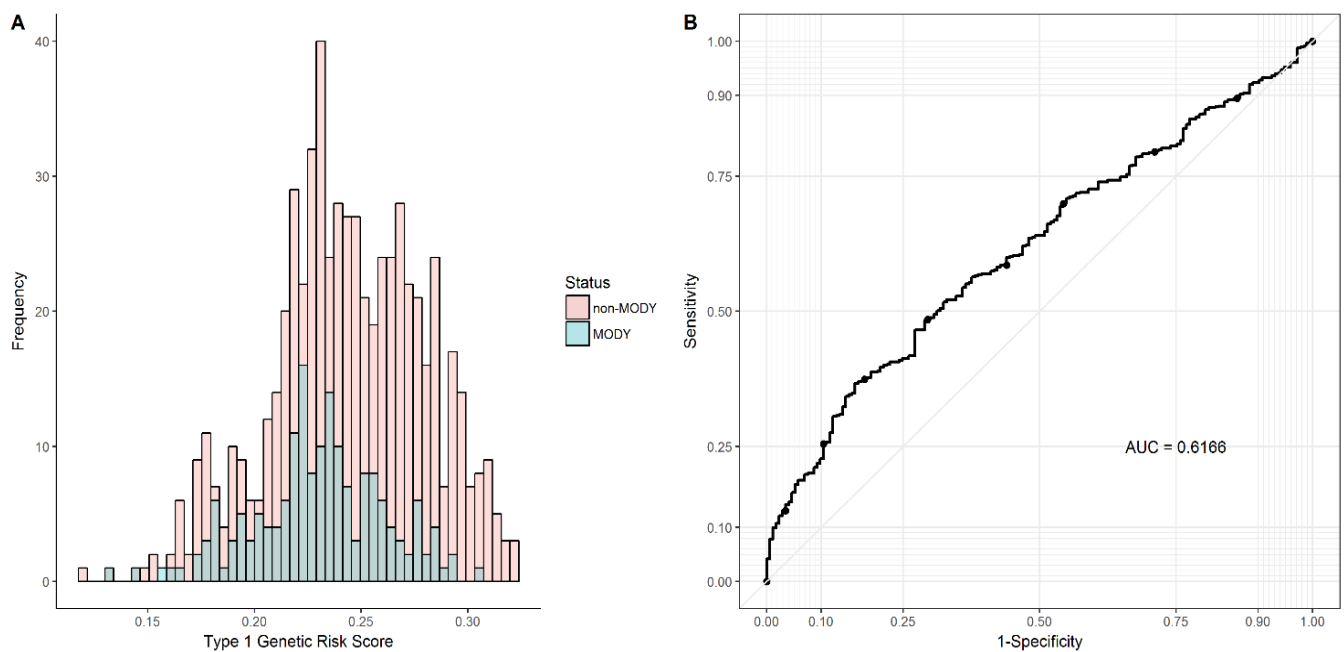 A
40
30
20
10
0
Frequency
0.15
0.20
0.25
0.30
Type 1 Genetic Risk Score
Status
non-MODY
MODY
B
1.00
0.90
0.75
0.50
0.25
0.10
0.00
Sensitivity
AUC = 0.6166
0.00
0.10
0.25
0.50
0.75
0.90
1.00
1-Specificity